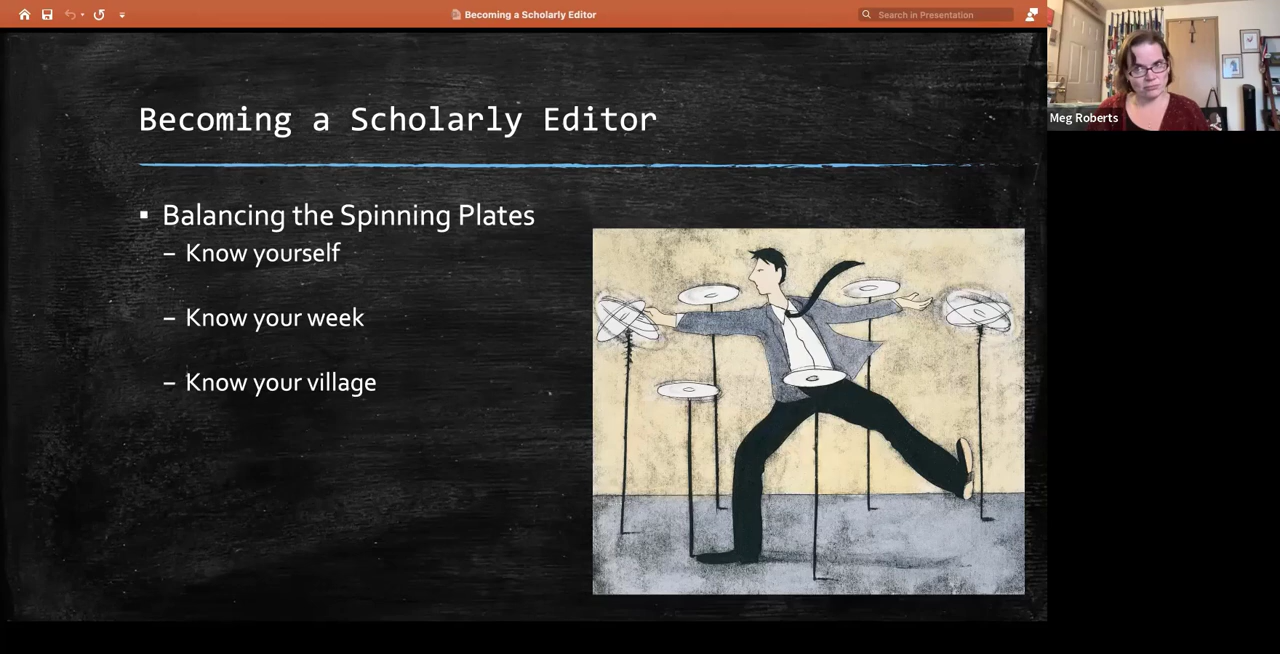 Becoming a Scholarly Editor
Search in Presentation
Meg Roberts
Becoming a Scholarly Editor
▪ Balancing the Spinning Plates
– Know yourself
– Know your week
– Know your village